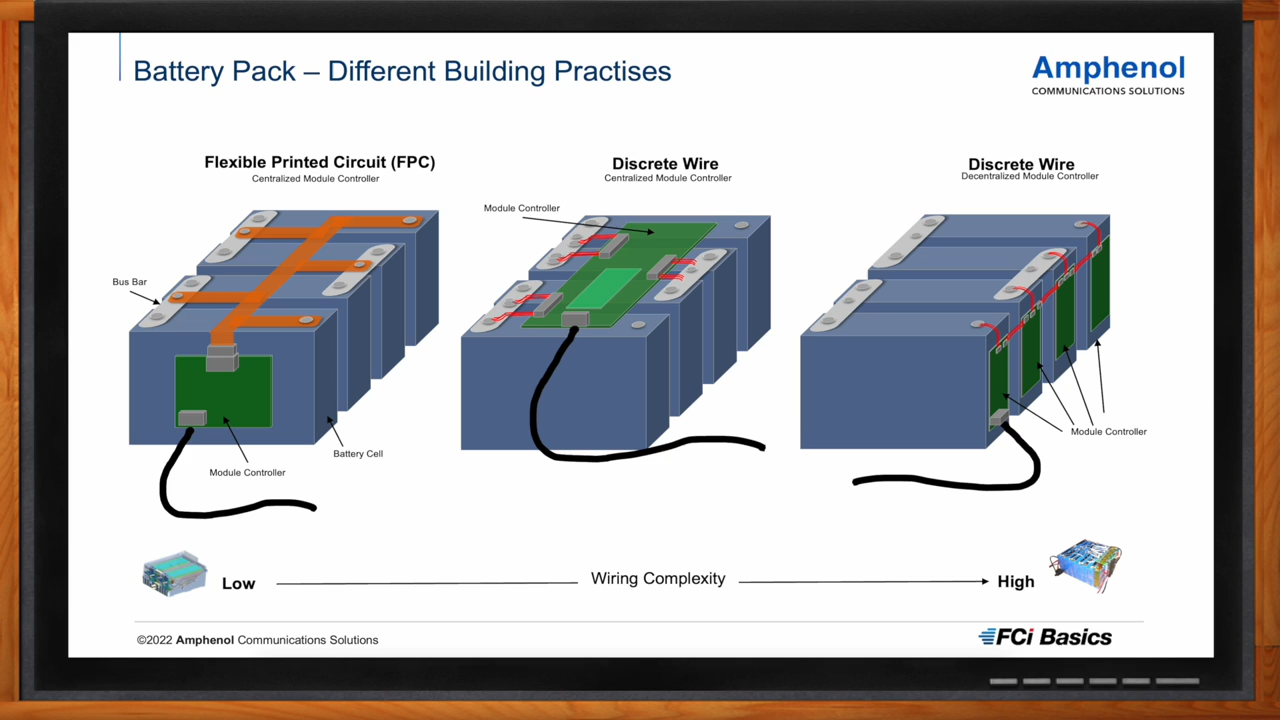 Battery Pack – Different Building Practises
Amphenol
COMMUNICATIONS SOLUTIONS
Flexible Printed Circuit (FPC)
Centralized Module Controller
Discrete Wire
Centralized Module Controller
Discrete Wire
Decentralized Module Controller
Module Controller
Bus Bar
Module Controller
Battery Cell
Module Controller
Low
Wiring Complexity
High
©2022 Amphenol Communications Solutions
FCi Basics